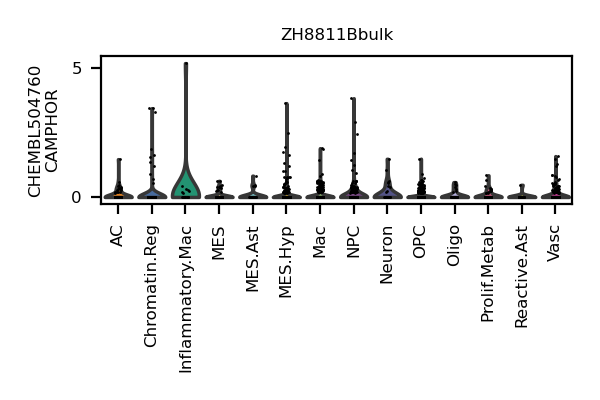 ZH8811Bbulk
CHEMBL504760
CAMPHOR
5
0
AC
Chromatin.Reg
Inflammatory.Mac
MES
MES.Ast
MES.Hyp
Mac
NPC
Neuron
OPC
Oligo
Prolif.Metab
Reactive.Ast
Vasc